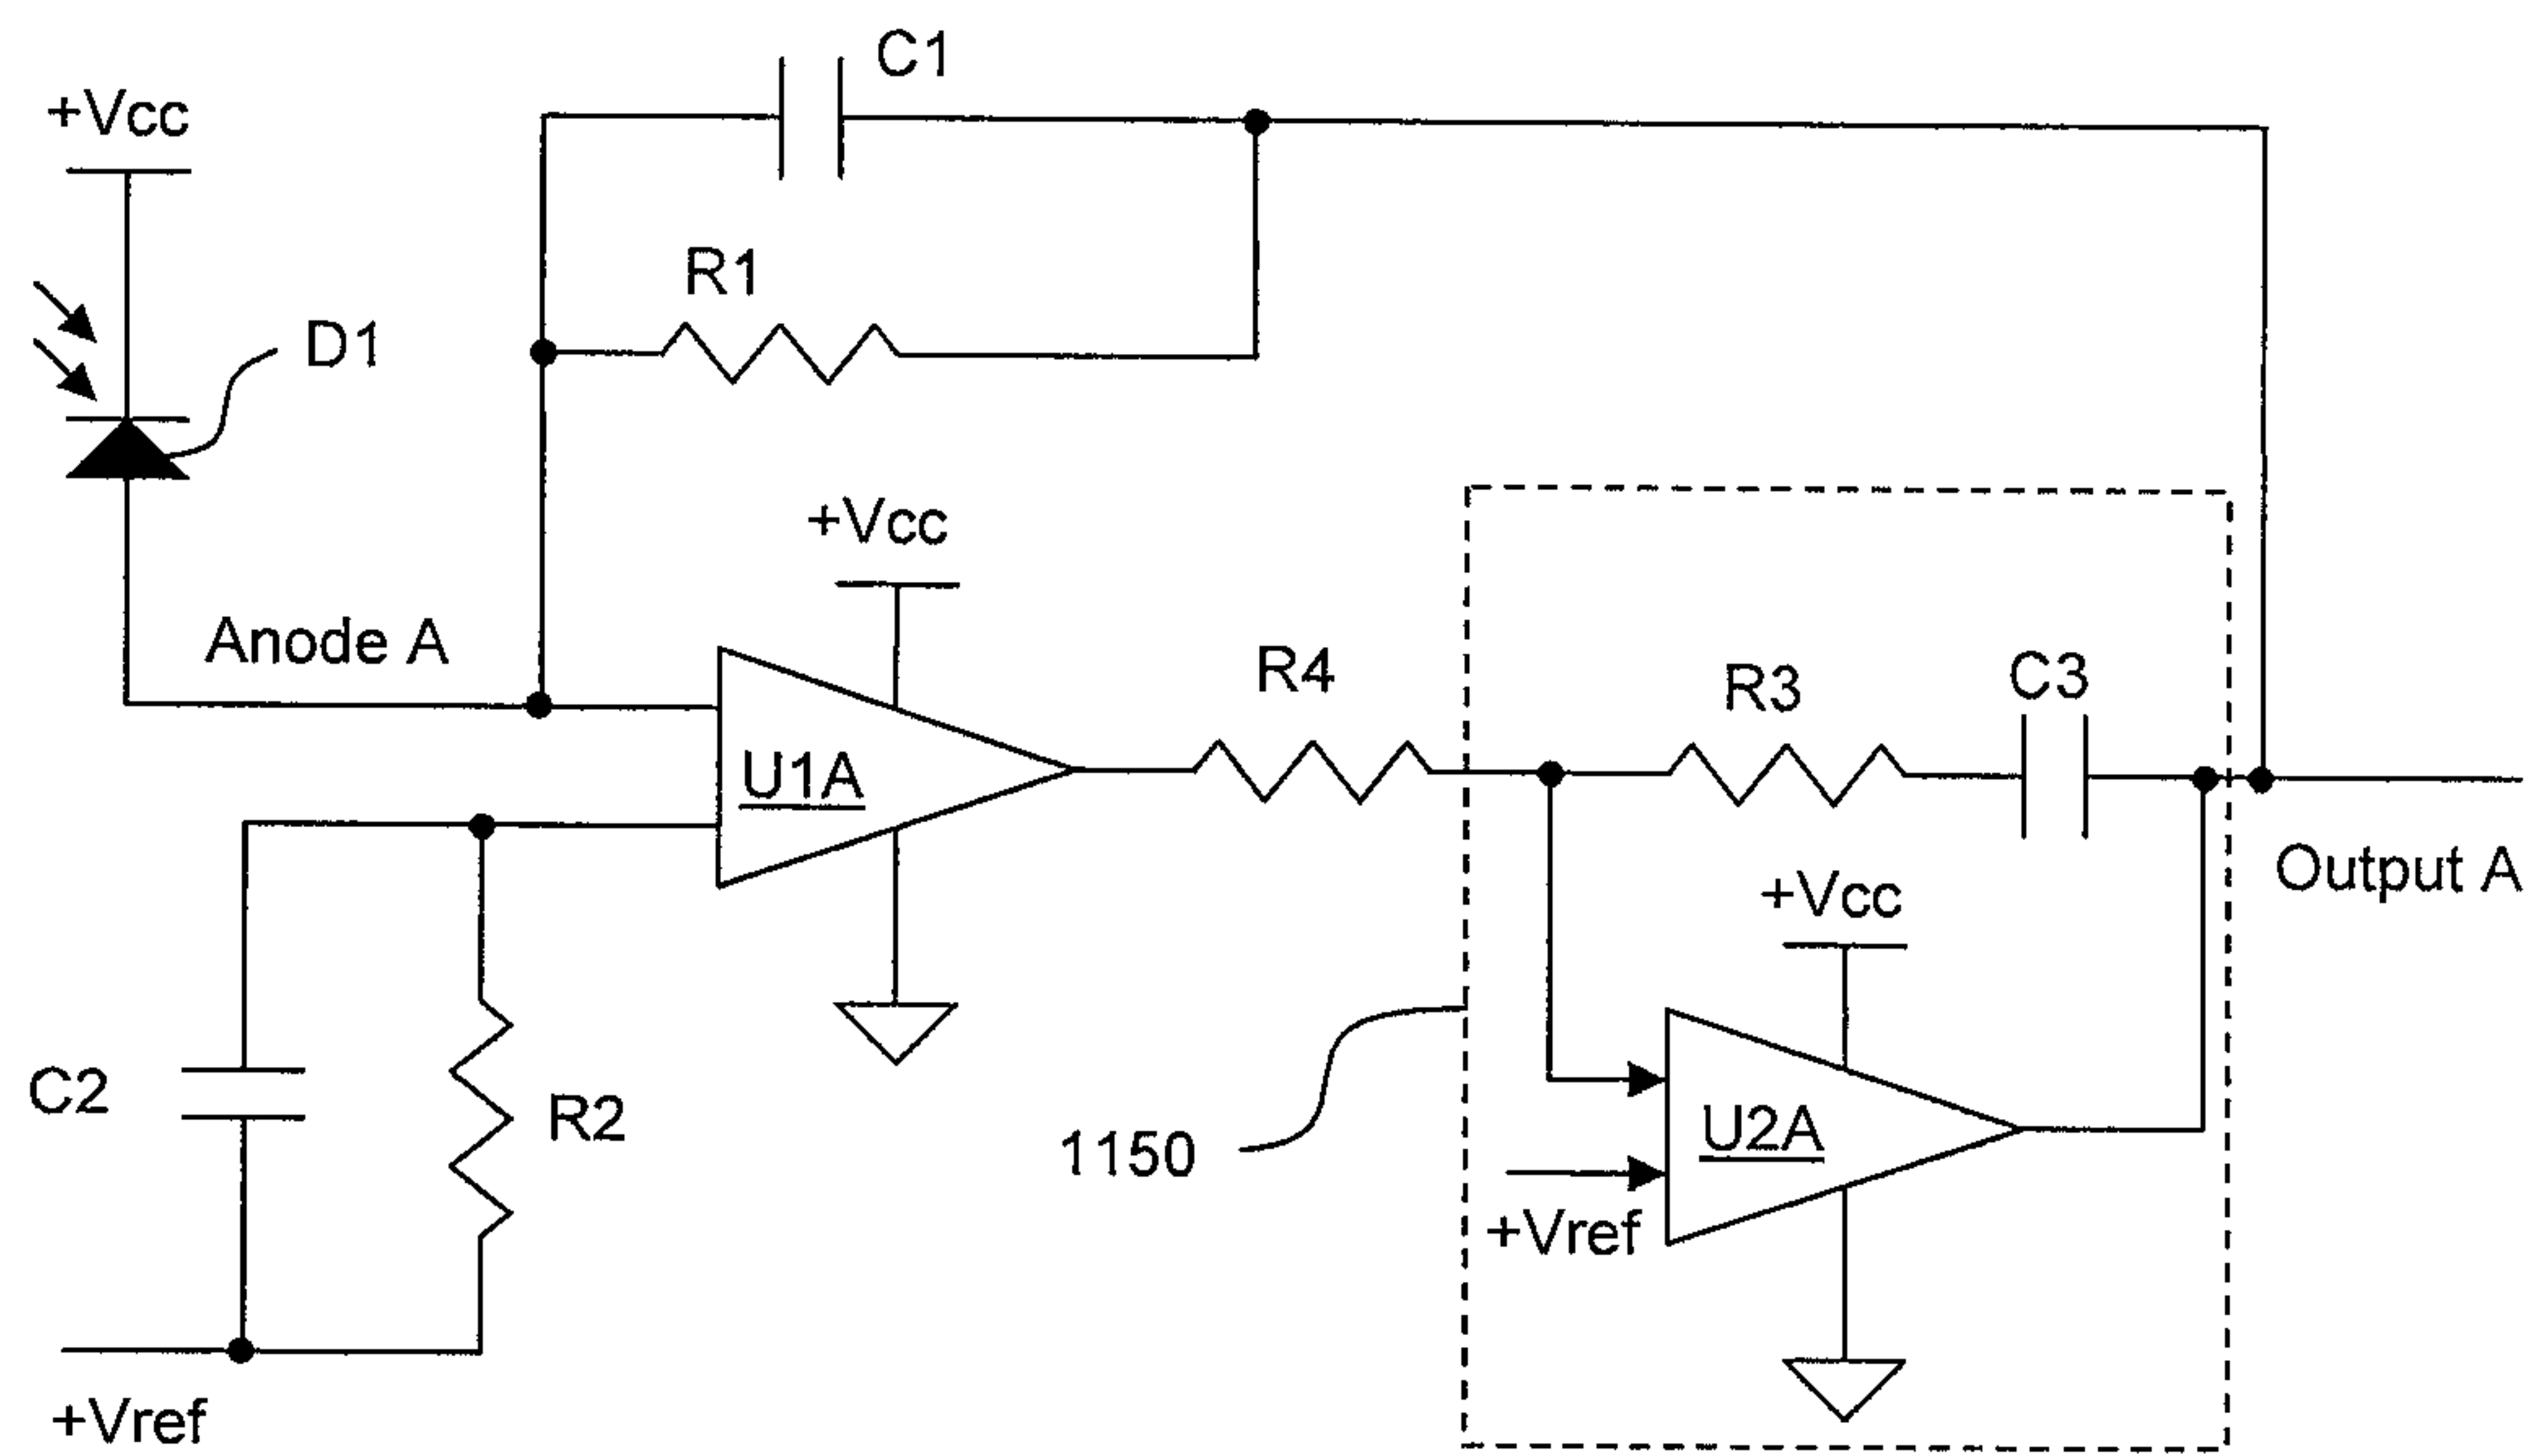 C1
+Vcc
R1
D1
+Vcc
Anode A
R4
R3
C3
U1A
Output A
+Vcc
C2
R2
1150
U2A
+Vref
+Vref